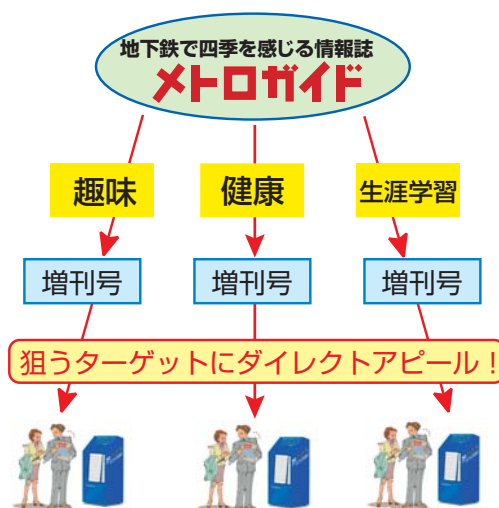 地下鉄で四季を感じる情報誌
メトロガイド
趣味
健康
生涯学習
増刊号
増刊号
増刊号
狙うターゲットにダイレクトアピール！